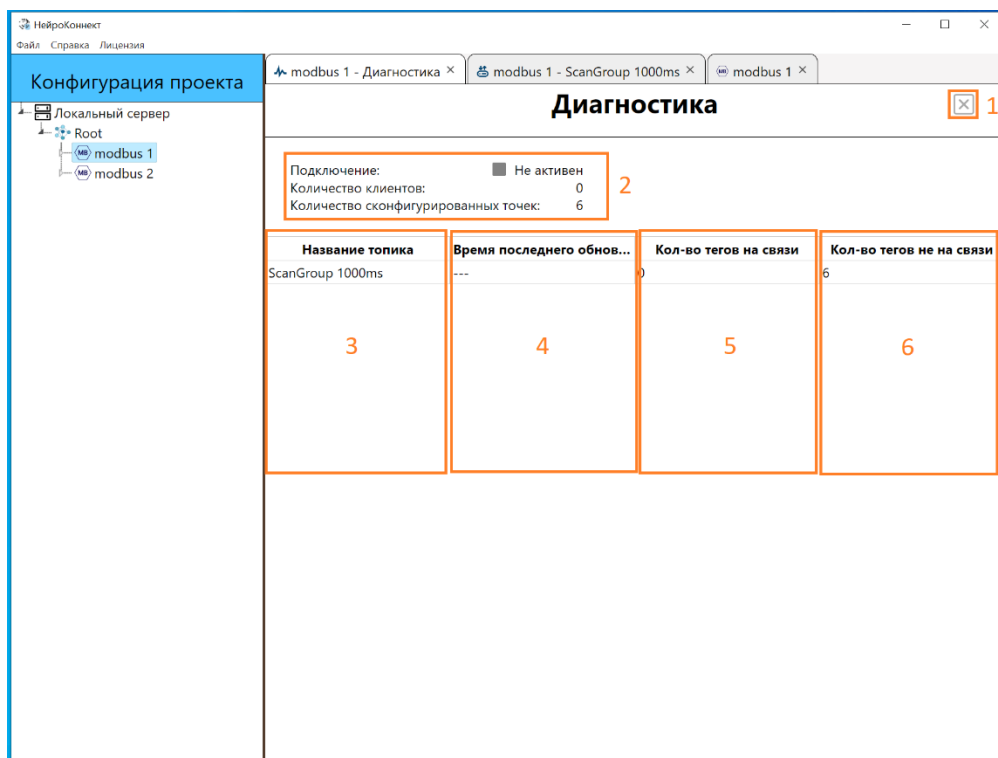 НейроКоннект
Файл Справка Лицензия
Конфигурация проекта
Локальный сервер
Root
MB modbus 1
MB modbus 2
modbus 1 - Диагностика × modbus 1 - ScanGroup 1000ms × MB modbus 1 ×
Диагностика
1
Подключение: Не активен
Количество клиентов: 0
Количество сконфигурированных точек: 6
2
Название топика Время последнего обнов... Кол-во тегов на связи Кол-во тегов не на связи
ScanGroup 1000ms --- 0 6
3 4 5 6